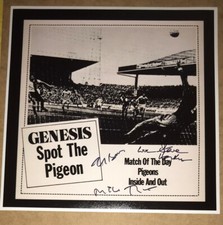 GENESIS
Spot The
Pigeon
Match Of The Day
Pigeons
Inside And Out